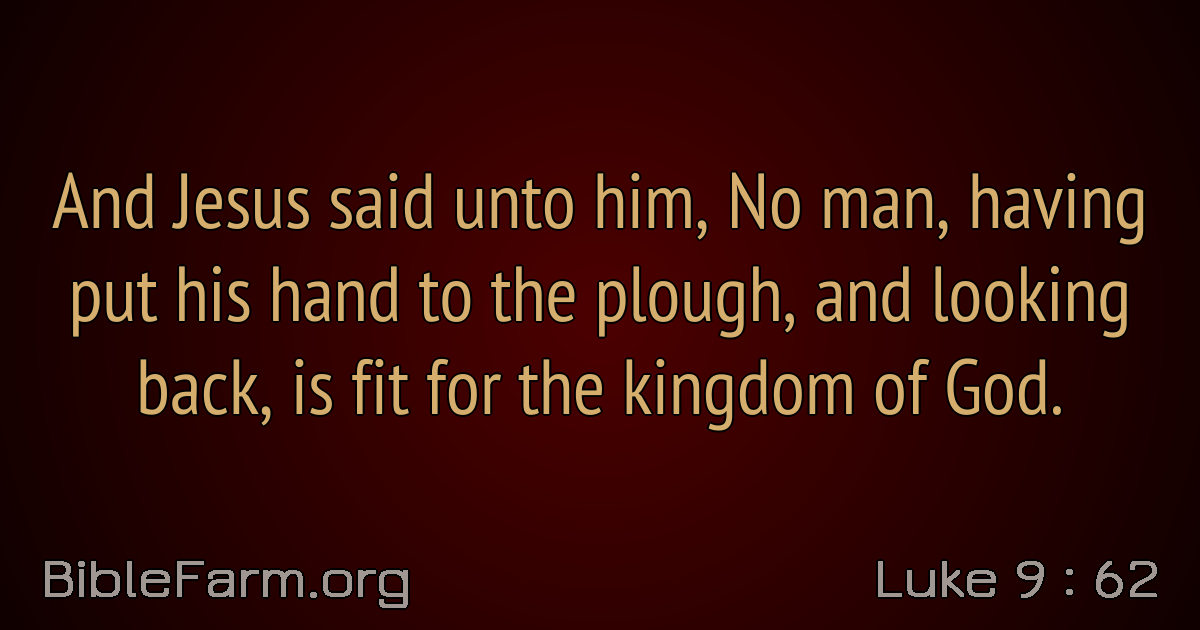 And Jesus said unto him, No man, having
put his hand to the plough, and looking
back, is fit for the kingdom of God.
BibleFarm.org
Luke 9 : 62